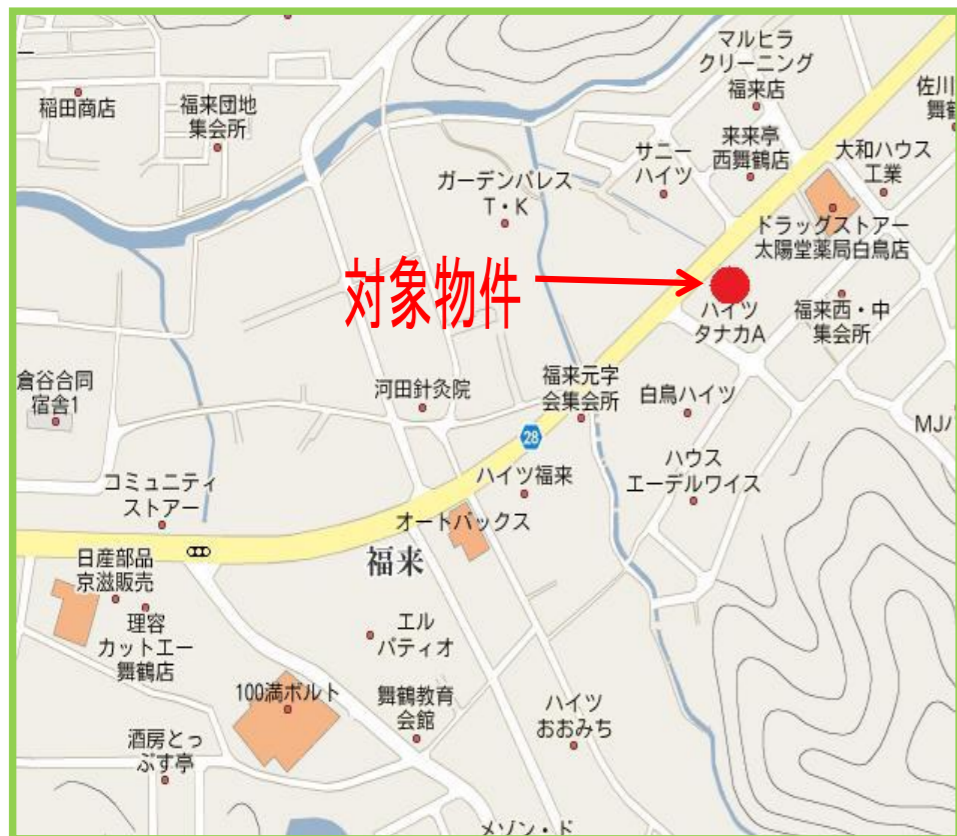 マルヒラ
クリーニング
福来店
佐川
稲田商店
福来団地
集会所
来来亭
西舞鶴店
サニー
ハイツ
大和ハウス
工業
ガーデンパレス
T・K
ドラッグストアー
太陽堂薬局白鳥店
対象物件
ハイツ
タナカA
福来西・中
集会所
倉谷合同
宿舎1
河田針灸院
福来元字
会集会所
白鳥ハイツ
MJハ
28
ハウス
エーデルワイス
ハイツ福来
コミュニティ
ストアー
オートバックス
福来
日産部品
京滋販売
理容
カットエー
舞鶴店
エル
パティオ
100満ボルト
舞鶴教育
会館
ハイツ
おおみち
酒房とっ
ぷす亭
メゾン・ド